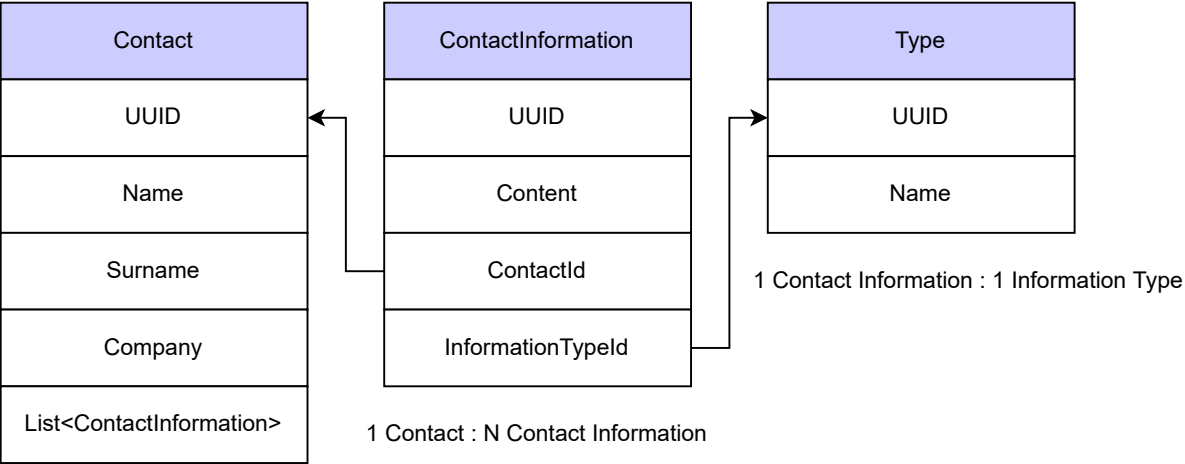 Contact
UUID
Name
Surname
Company
List<ContactInformation>
ContactInformation
UUID
Content
ContactId
InformationTypeId
1 Contact : N Contact Information
Type
UUID
Name
1 Contact Information : 1 Information Type